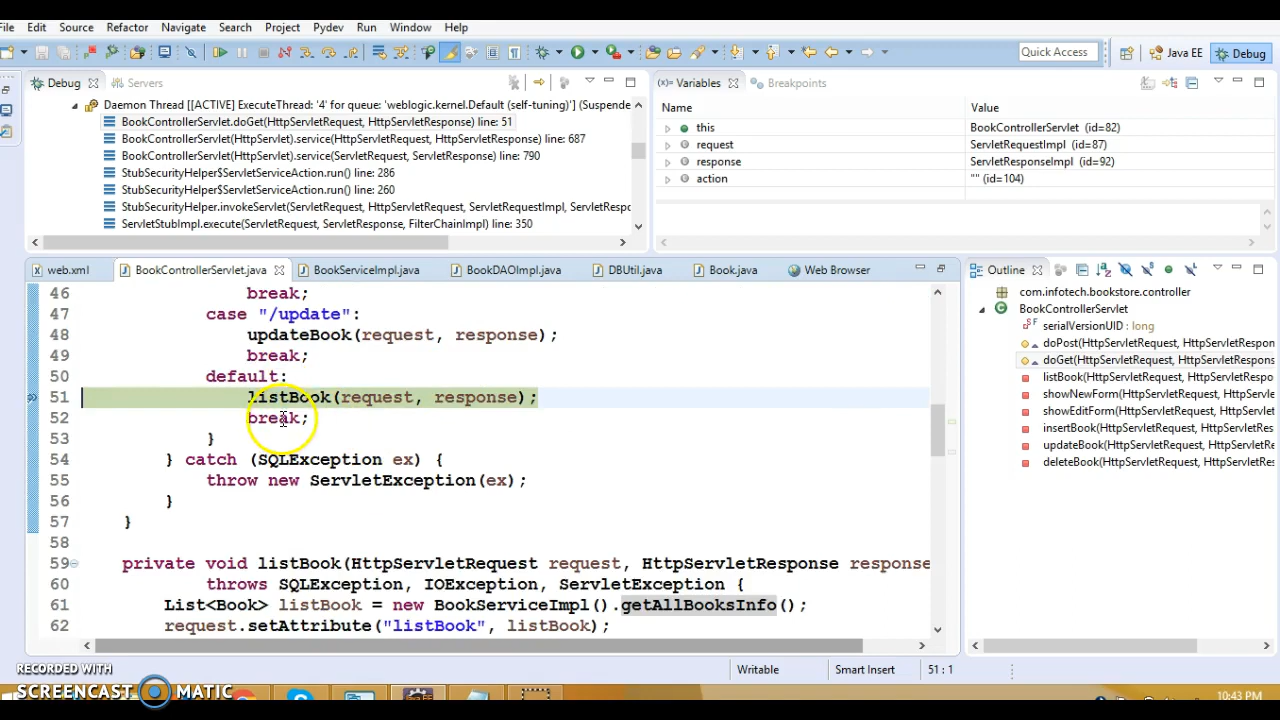 File Edit Source Refactor Navigate Search Project Pydev Run Window Help
Quick Access Java EE Debug
Debug Servers
Daemon Thread [[ACTIVE] ExecuteThread: '4' for queue: 'weblogic.kernel.Default (self-tuning)'] (Suspende
BookControllerServlet.doGet(HttpServletRequest, HttpServletResponse) line: 51
BookControllerServlet(HttpServlet).service(HttpServletRequest, HttpServletResponse) line: 687
BookControllerServlet(HttpServlet).service(ServletRequest, ServletResponse) line: 790
StubSecurityHelper$ServletServiceAction.run() line: 286
StubSecurityHelper$ServletServiceAction.run() line: 260
StubSecurityHelper.invokeServlet(ServletRequest, HttpServletRequest, ServletRequestImpl, ServletRespo
ServletStubImpl.execute(ServletRequest, ServletResponse, FilterChainImpl) line: 350
(x)= Variables Breakpoints
Name Value
this BookControllerServlet (id=82)
request ServletRequestImpl (id=87)
response ServletResponseImpl (id=92)
action "" (id=104)
web.xml BookControllerServlet.java BookServiceImpl.java BookDAOImpl.java DBUtil.java Book.java Web Browser
46 break;
47 case "/update":
48 updateBook(request, response);
49 break;
50 default:
51 listBook(request, response);
52 break;
53 }
54 } catch (SQLException ex) {
55 throw new ServletException(ex);
56 }
57 }
58
59 private void listBook(HttpServletRequest request, HttpServletResponse response
60 throws SQLException, IOException, ServletException {
61 List<Book> listBook = new BookServiceImpl().getAllBooksInfo();
62 request.setAttribute("listBook", listBook);
Outline
com.infotech.bookstore.controller
BookControllerServlet
serialVersionUID : long
doPost(HttpServletRequest, HttpServletRespon
doGet(HttpServletRequest, HttpServletRespons
listBook(HttpServletRequest, HttpServletRespo
showNewForm(HttpServletRequest, HttpServ
showEditForm(HttpServletRequest, HttpServle
insertBook(HttpServletRequest, HttpServletRes
updateBook(HttpServletRequest, HttpServletR
deleteBook(HttpServletRequest, HttpServletRe
Writable Smart Insert 51 : 1
RECORDED WITH
SCREENCAST MATIC
10:43 PM